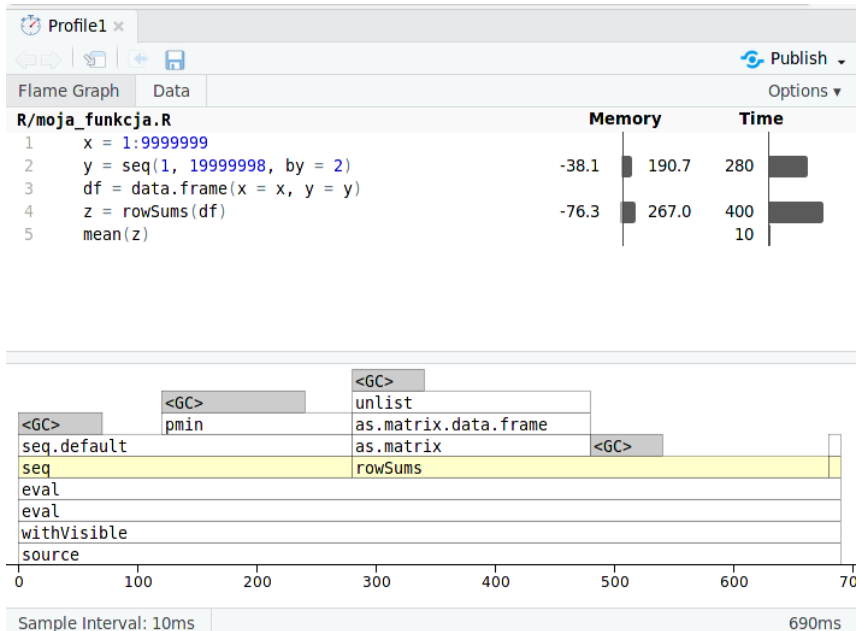 Profile1 ×
Publish
Flame Graph Data Options ▾
R/moja_funkcja.R Memory Time
1 x = 1:9999999
2 y = seq(1, 19999998, by = 2) -38.1 190.7 280
3 df = data.frame(x = x, y = y)
4 z = rowSums(df) -76.3 267.0 400
5 mean(z) 10
<GC>
<GC> unlist
<GC> pmin as.matrix.data.frame
seq.default as.matrix <GC>
seq rowSums
eval
eval
withVisible
source
0 100 200 300 400 500 600 70
Sample Interval: 10ms 690ms